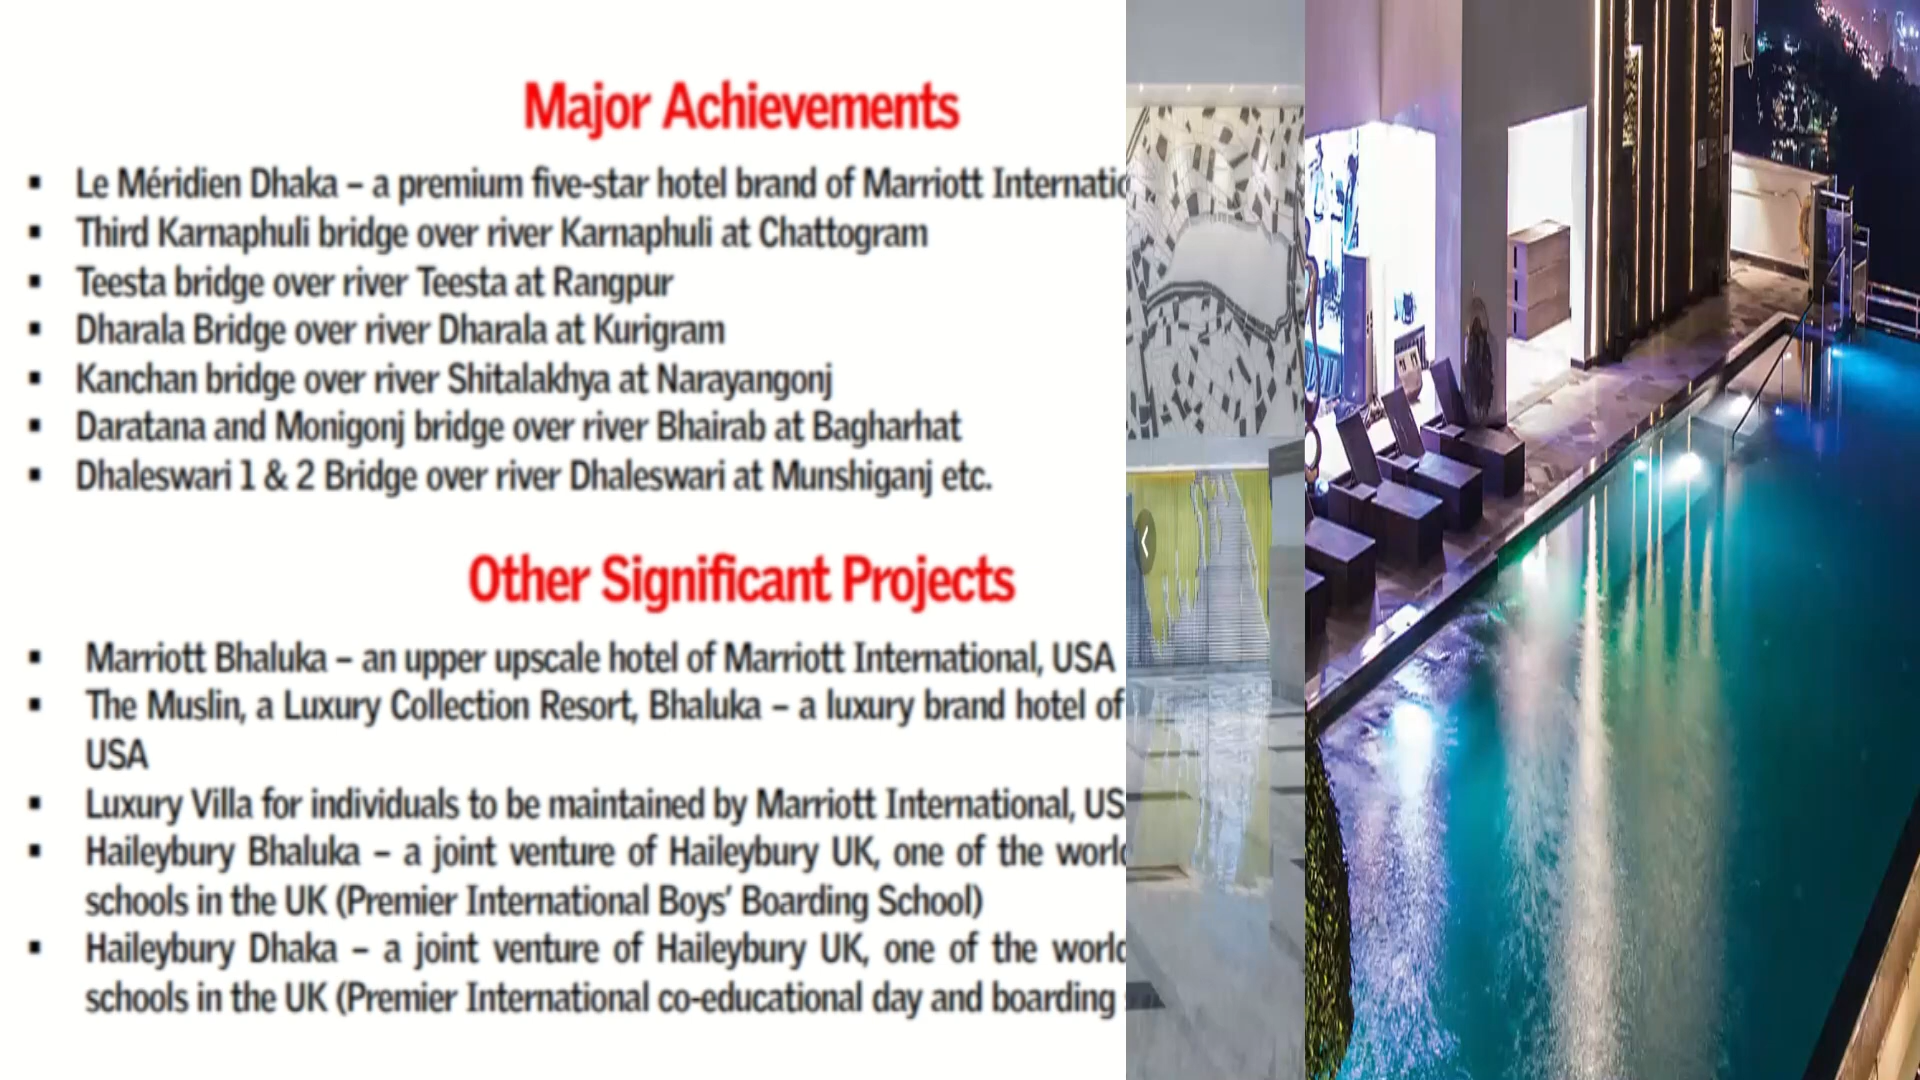 Major Achievements
▪ Le Méridien Dhaka – a premium five-star hotel brand of Marriott
▪ Third Karnaphuli bridge over river Karnaphuli at Chattogram
▪ Teesta bridge over river Teesta at Rangpur
▪ Dharala Bridge over river Dharala at Kurigram
▪ Kanchan bridge over river Shitalakhya at Narayangonj
▪ Daratana and Monigonj bridge over river Bhairab at Bagharhat
▪ Dhaleswari 1 & 2 Bridge over river Dhaleswari at Munshiganj etc.
Other Significant Projects
▪ Marriott Bhaluka – an upper upscale hotel of Marriott International, USA
▪ The Muslin, a Luxury Collection Resort, Bhaluka – a luxury brand hotel of
USA
▪ Luxury Villa for individuals to be maintained by Marriott International,
▪ Haileybury Bhaluka – a joint venture of Haileybury UK, one of the
schools in the UK (Premier International Boys’ Boarding School)
▪ Haileybury Dhaka – a joint venture of Haileybury UK, one of the
schools in the UK (Premier International co-educational day and boarding